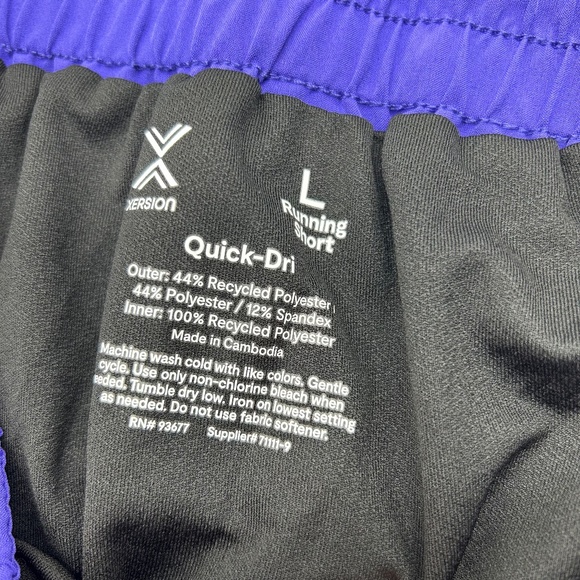 XERSION
L
Running
Short
Quick-Dri
Outer: 44% Recycled Polyester
44% Polyester / 12% Spandex
Inner: 100% Recycled Polyester
Made in Cambodia
Machine wash cold with like colors. Gentle
cycle. Use only non-chlorine bleach when
needed. Tumble dry low. Iron on lowest setting
as needed. Do not use fabric softener.
RN# 93677 Supplier# 71111-9